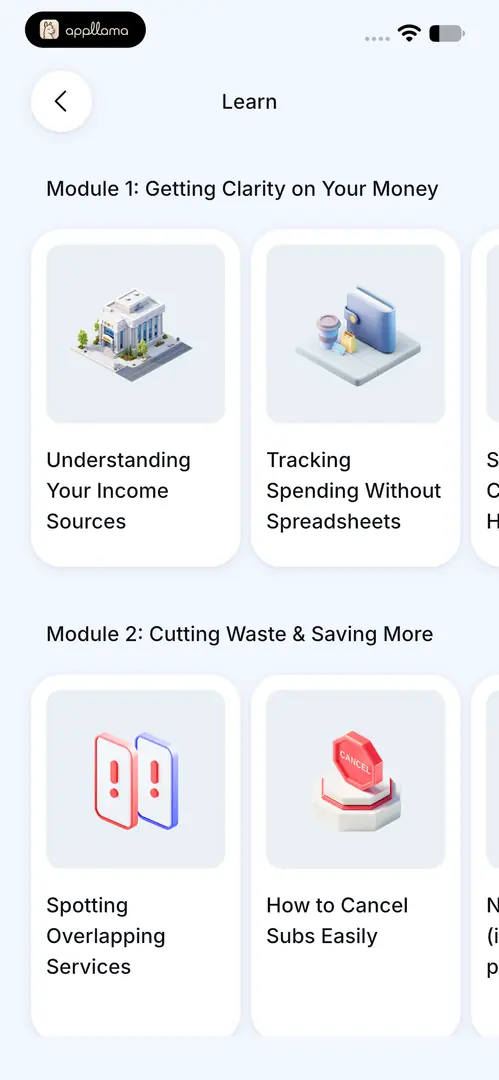 appllama
Learn
Module 1: Getting Clarity on Your Money
Understanding
Your Income
Sources
Tracking
Spending Without
Spreadsheets
S
C
H
Module 2: Cutting Waste & Saving More
CANCEL
Spotting
Overlapping
Services
How to Cancel
Subs Easily
N
(i
p